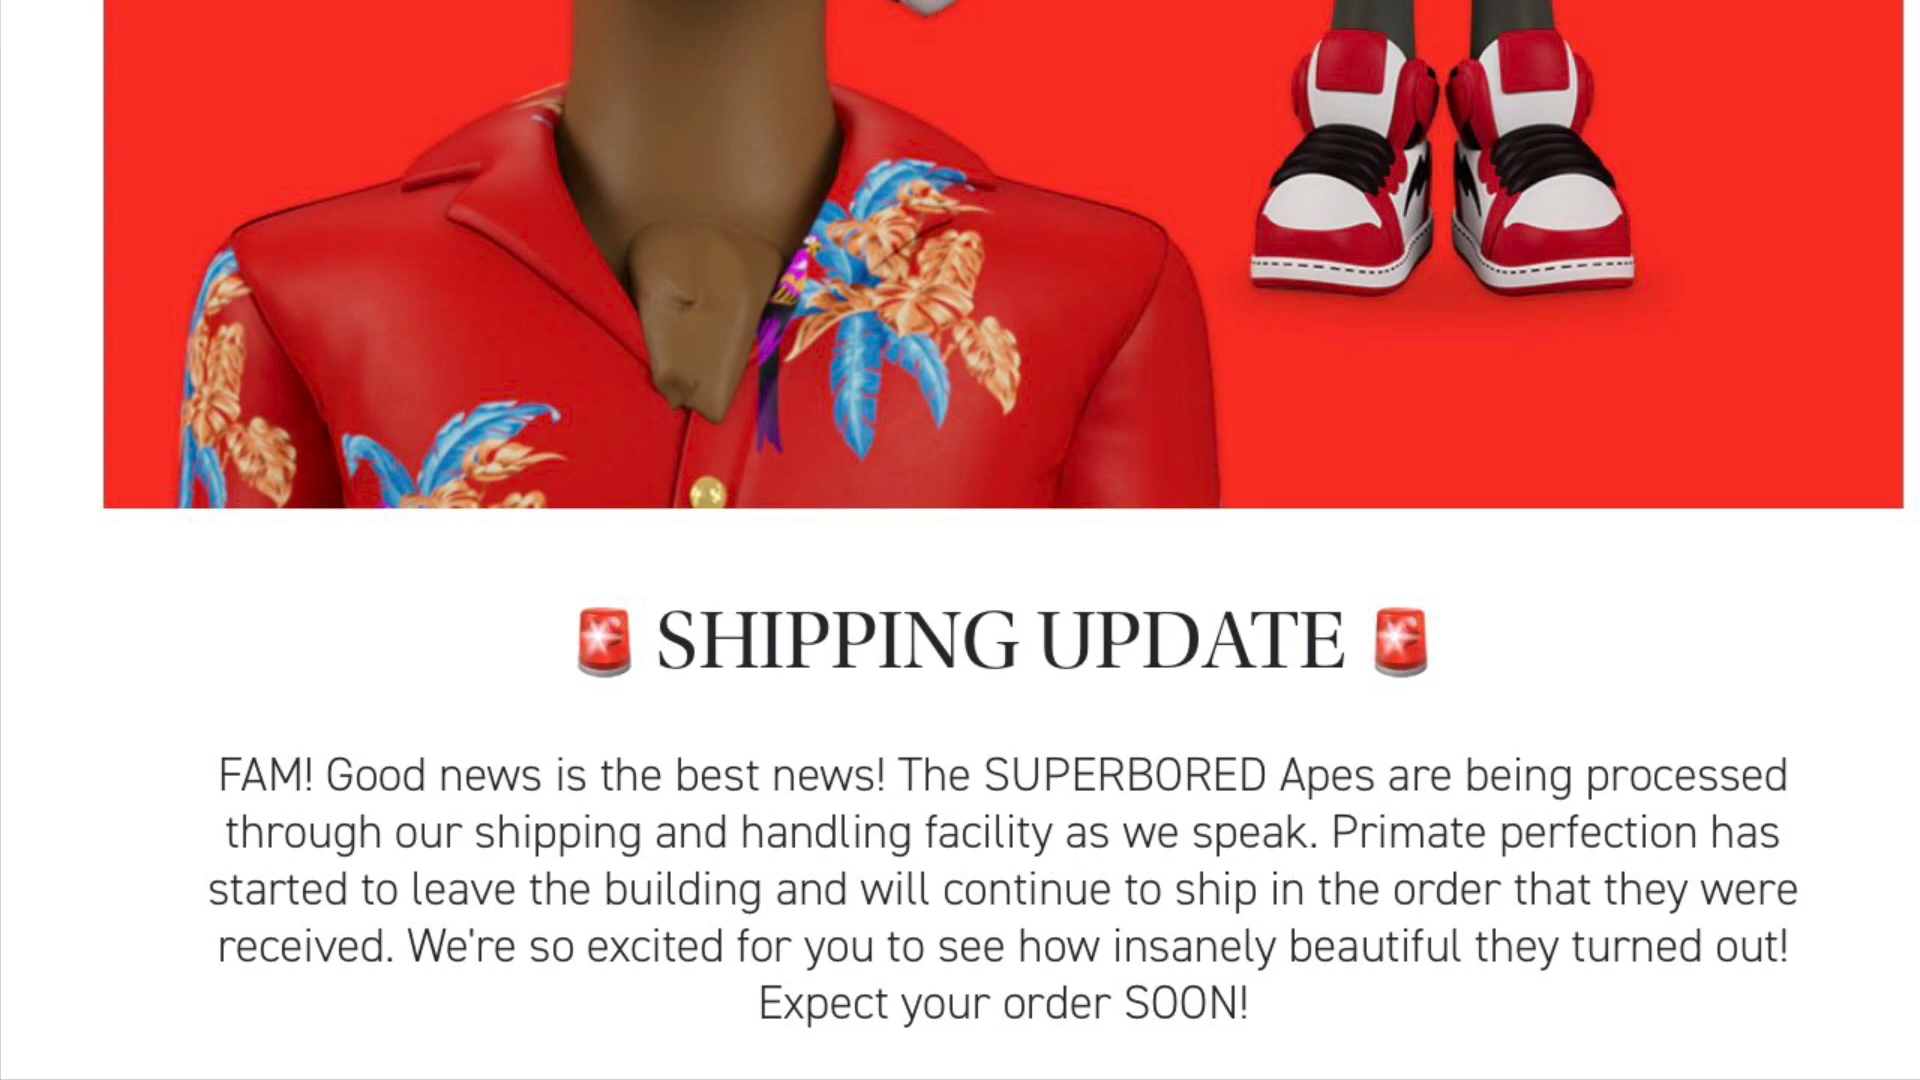 🚨 SHIPPING UPDATE 🚨
FAM! Good news is the best news! The SUPERBORED Apes are being processed
through our shipping and handling facility as we speak. Primate perfection has
started to leave the building and will continue to ship in the order that they were
received. We're so excited for you to see how insanely beautiful they turned out!
Expect your order SOON!